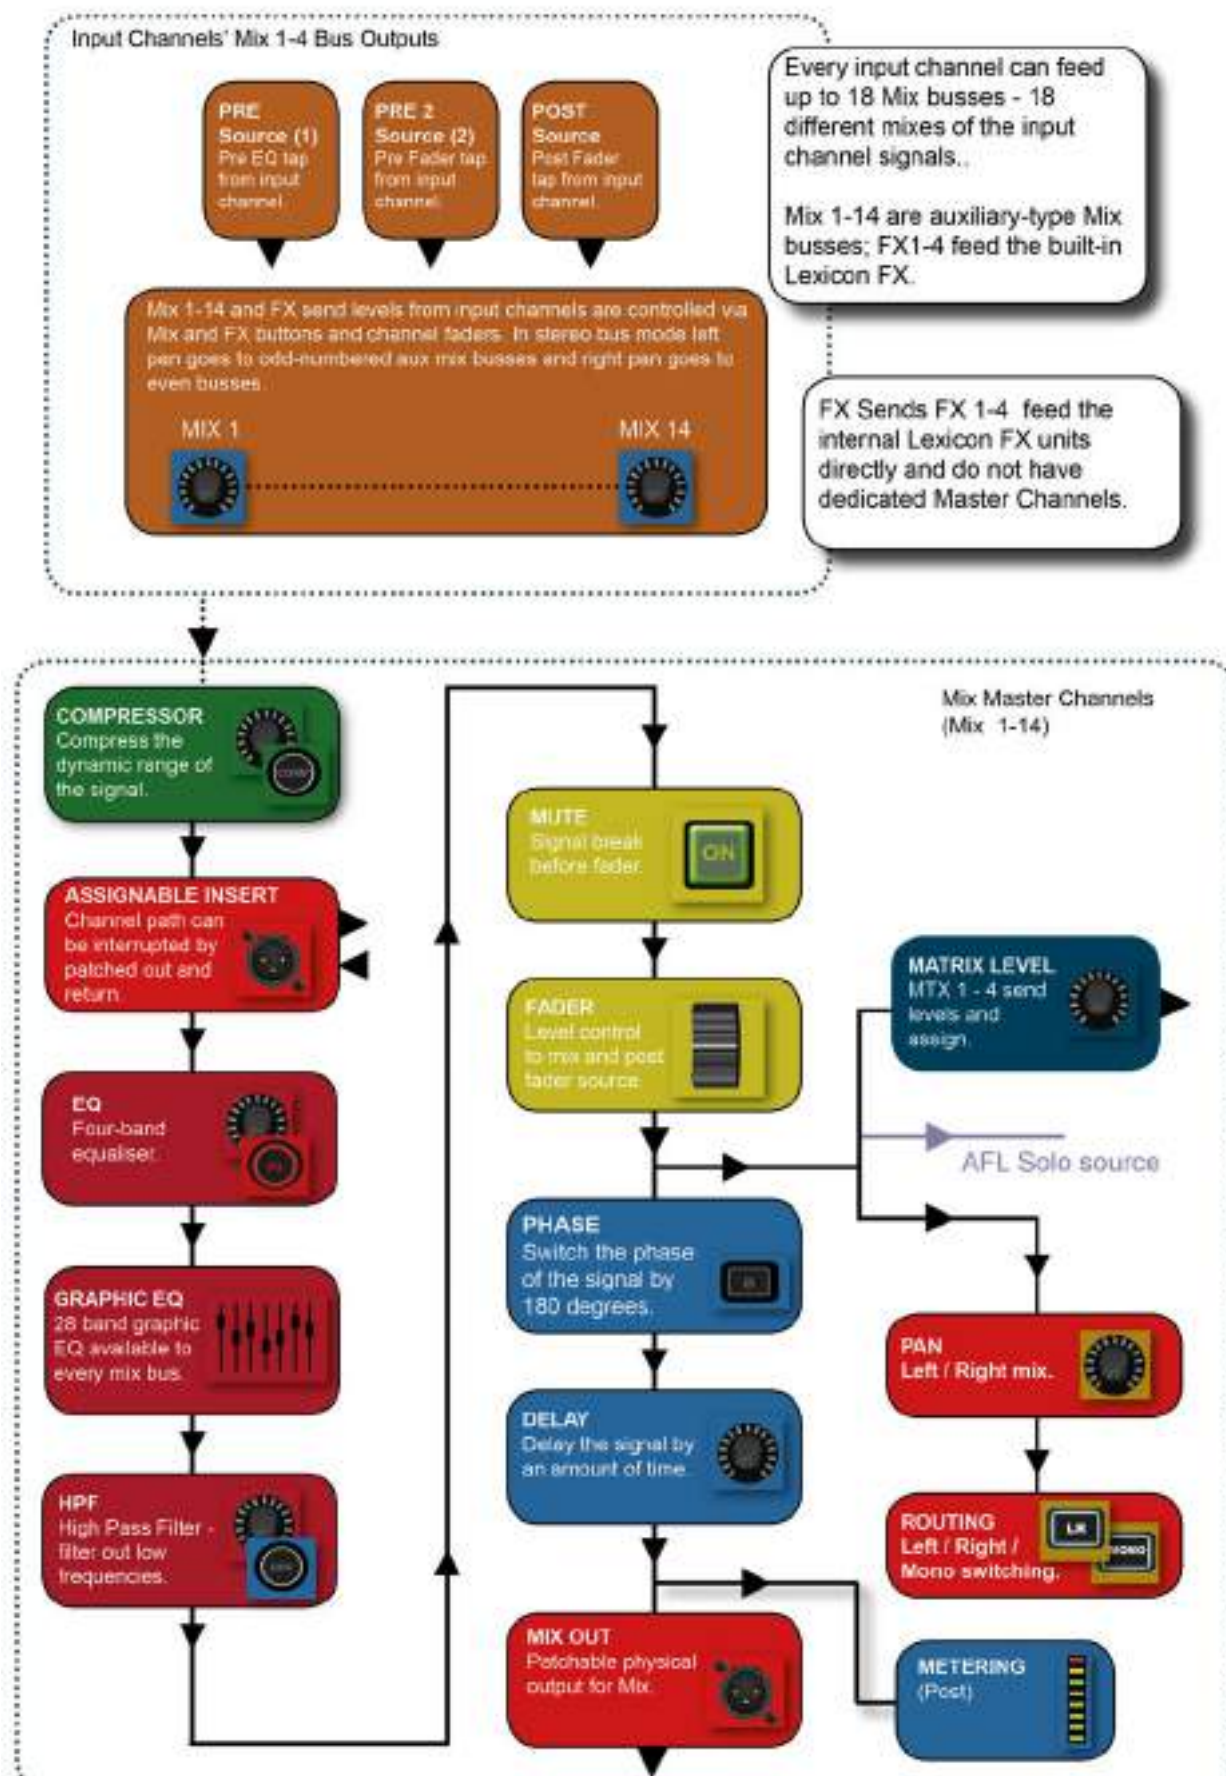 Input Channels' Mix 1-4 Bus Outputs
PRE
Source (1)
Pre EQ tap
from input
channel
PRE 2
Source (2)
Pre Fader tap
from input
channel.
POST
Source
Post Fader
tap from input
channel.
Every input channel can feed
up to 18 Mix busses - 18
different mixes of the input
channel signals..
Mix 1-14 are auxiliary-type Mix
busses; FX1-4 feed the built-in
Lexicon FX.
Mix 1-14 and FX send levels from input channels are controlled via
Mix and FX buttons and channel faders. In stereo bus mode left
pan goes to odd-numbered aux mix busses and right pan goes to
even busses.
MIX 1
MIX 14
FX Sends FX 1-4 feed the
internal Lexicon FX units
directly and do not have
dedicated Master Channels.
Mix Master Channels
(Mix 1-14)
COMPRESSOR
Compress the
dynamic range of
the signal.
ASSIGNABLE INSERT
Channel path can
be interrupted by
patched out and
return
EQ
Four-band
equaliser.
GRAPHIC EQ
28 band graphic
EQ available to
every mix bus.
HPF
High Pass Filter -
filter out low
frequencies.
MUTE
Signal break
before fader.
ON
FADER
Level control
to mix and post
fader source
PHASE
Switch the phase
of the signal by
180 degrees.
DELAY
Delay the signal by
an amount of time.
MIX OUT
Patchable physical
output for Mix.
MATRIX LEVEL
MTX 1 - 4 send
levels and
assign.
AFL Solo source
PAN
Left / Right mix.
ROUTING
Left / Right /
Mono switching.
LR
MONO
METERING
(Post)